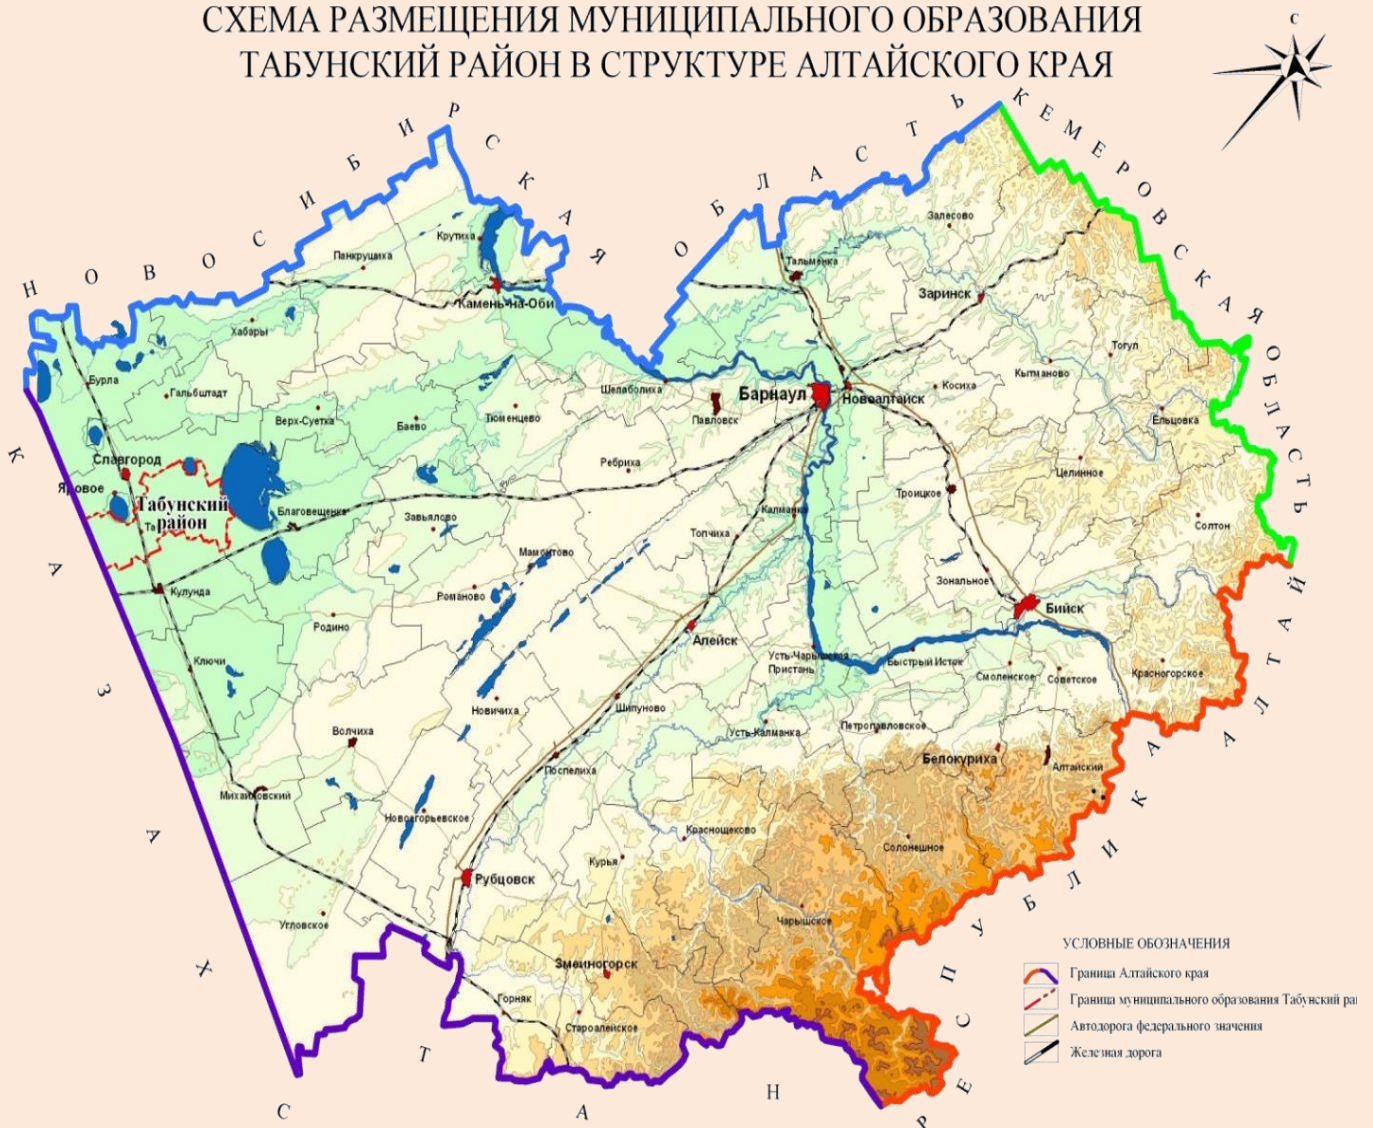 СХЕМА РАЗМЕЩЕНИЯ МУНИЦИПАЛЬНОГО ОБРАЗОВАНИЯ
ТАБУНСКИЙ РАЙОН В СТРУКТУРЕ АЛТАЙСКОГО КРАЯ
С
НОВОСИБИРСКАЯ ОБЛАСТЬ
КЕМЕРОВСКАЯ ОБЛАСТЬ
Залесово
Крутиха
Панкрушиха
Тальменка
Заринск
Камень-на-Оби
Хабары
Тогул
Кытманово
Бурла
Гальбштадт
Шелаболиха
Косиха
Барнаул
Новоалтайск
Верх-Суетка
Баево
Тюменцево
Павловск
Ельцовка
Славгород
Ребриха
Целинное
Яровое
Троицкое
Табунский
район
Та
Благовещенка
Завьялово
Калманка
Солтон
Топчиха
Мамонтово
Зональное
Кулунда
Романово
Бийск
Родино
Алейск
Усть-Чарышская
Пристань
Быстрый Исток
Ключи
Смоленское
Советское
Красногорское
Новичиха
Шипуново
Волчиха
Усть-Калманка
Петропавловское
Белокуриха
Алтайский
Поспелиха
Михайловский
Новоегорьевское
Краснощеково
Солонешное
Курья
Рубцовск
Угловское
Чарышское
Змеиногорск
Горняк
Староалейское
КАЗАХСТАН
РЕСПУБЛИКА АЛТАЙ
УСЛОВНЫЕ ОБОЗНАЧЕНИЯ
Граница Алтайского края
Граница муниципального образования Табунский рай
Автодорога федерального значения
Железная дорога